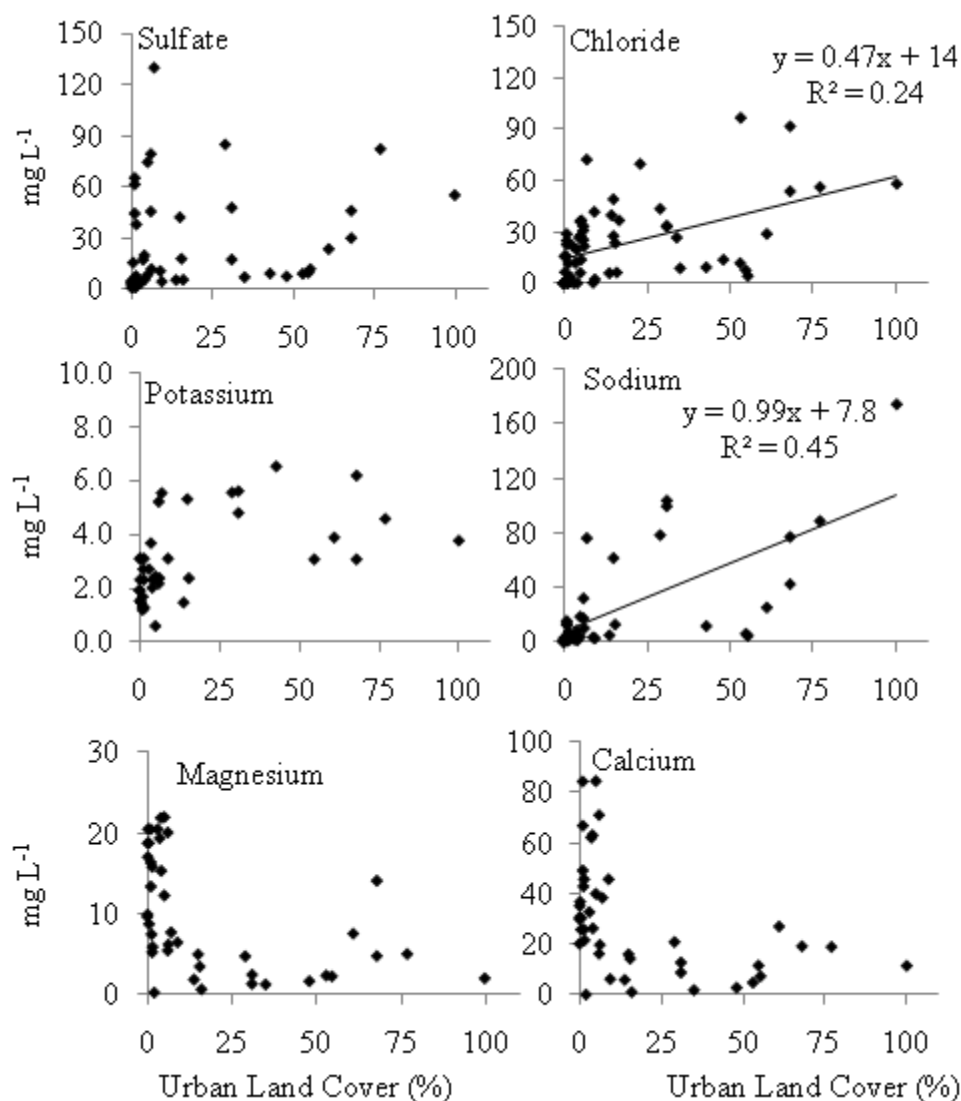 Sulfate
150
120
90
60
30
0
mg L⁻¹
0 25 50 75 100
Chloride
y = 0.47x + 14
R² = 0.24
150
120
90
60
30
0
0 25 50 75 100
Potassium
10.0
8.0
6.0
4.0
2.0
0.0
mg L⁻¹
0 25 50 75 100
Sodium
y = 0.99x + 7.8
R² = 0.45
200
160
120
80
40
0
0 25 50 75 100
Magnesium
30
20
10
0
mg L⁻¹
0 25 50 75 100
Urban Land Cover (%)
Calcium
100
80
60
40
20
0
0 25 50 75 100
Urban Land Cover (%)